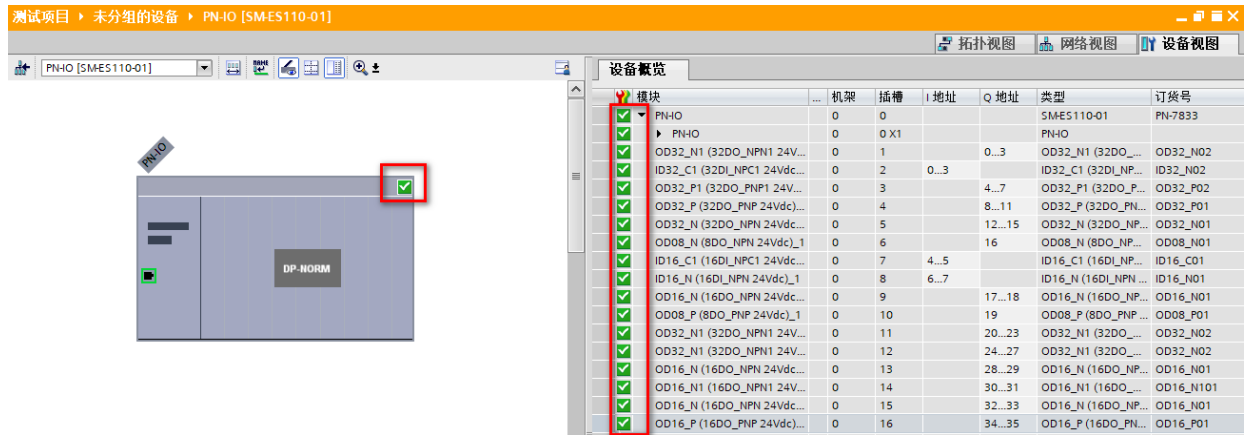 测试项目 ▸ 未分组的设备 ▸ PN-IO [SM-ES110-01]
拓扑视图 网络视图 设备视图
PN-IO [SM-ES110-01]
设备概览
模块 ... 机架 插槽 I 地址 Q 地址 类型 订货号
PN-IO 0 0 SM-ES110-01 PN-7833
PN-IO 0 0 X1 PN-IO
OD32_N1 (32DO_NPN1 24V... 0 1 0...3 OD32_N1 (32DO_... OD32_N02
ID32_C1 (32DI_NPC1 24Vdc... 0 2 0...3 ID32_C1 (32DI_NP... ID32_N02
OD32_P1 (32DO_PNP1 24V... 0 3 4...7 OD32_P1 (32DO_P... OD32_P02
OD32_P (32DO_PNP 24Vdc)... 0 4 8...11 OD32_P (32DO_PN... OD32_P01
OD32_N (32DO_NPN 24Vdc... 0 5 12...15 OD32_N (32DO_NP... OD32_N01
OD08_N (8DO_NPN 24Vdc)_1 0 6 16 OD08_N (8DO_NP... OD08_N01
ID16_C1 (16DI_NPC1 24Vdc... 0 7 4...5 ID16_C1 (16DI_NP... ID16_C01
ID16_N (16DI_NPN 24Vdc)_1 0 8 6...7 ID16_N (16DI_NPN ... ID16_N01
OD16_N (16DO_NPN 24Vdc... 0 9 17...18 OD16_N (16DO_NP... OD16_N01
OD08_P (8DO_PNP 24Vdc)_1 0 10 19 OD08_P (8DO_PNP ... OD08_P01
OD32_N1 (32DO_NPN1 24V... 0 11 20...23 OD32_N1 (32DO_... OD32_N02
OD32_N1 (32DO_NPN1 24V... 0 12 24...27 OD32_N1 (32DO_... OD32_N02
OD16_N (16DO_NPN 24Vdc... 0 13 28...29 OD16_N (16DO_NP... OD16_N01
OD16_N1 (16DO_NPN1 24V... 0 14 30...31 OD16_N1 (16DO_... OD16_N101
OD16_N (16DO_NPN 24Vdc... 0 15 32...33 OD16_N (16DO_NP... OD16_N01
OD16_P (16DO_PNP 24Vdc)... 0 16 34...35 OD16_P (16DO_PN... OD16_P01
PN-IO
DP-NORM